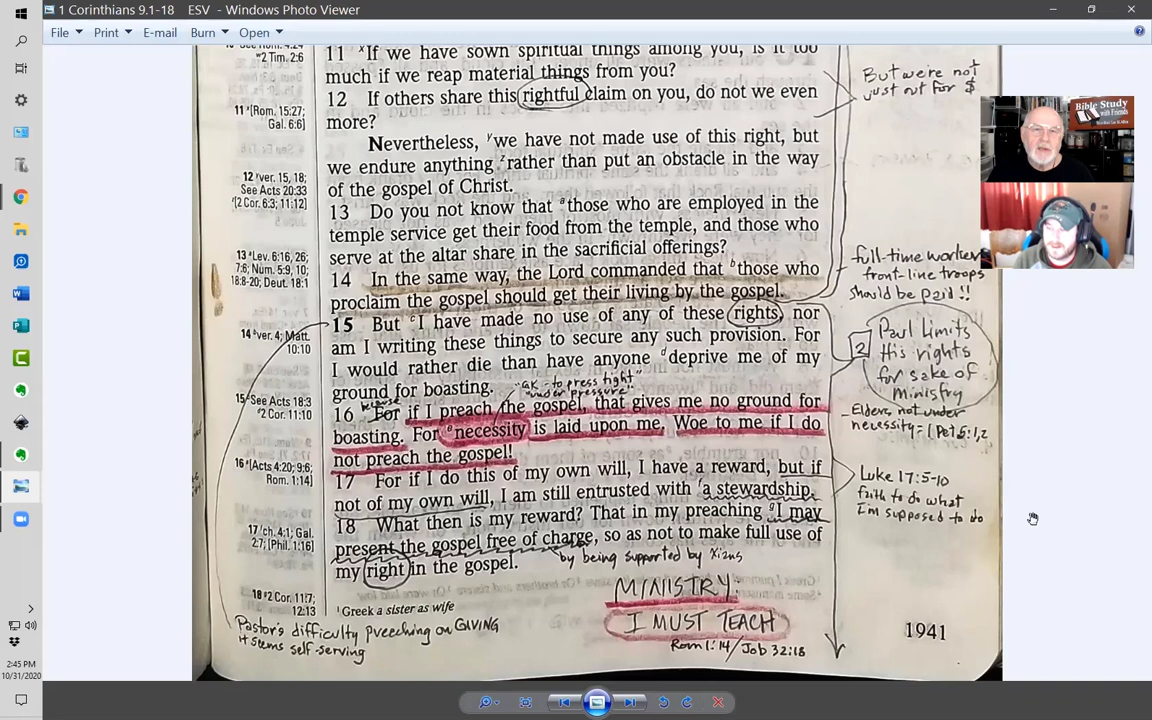 1 Corinthians 9.1-18 ESV - Windows Photo Viewer
File Print E-mail Burn Open
2 Tim. 2:6
11 x If we have sown spiritual things among you, is it too
much if we reap material things from you?
12 If others share this rightful claim on you, do not we even
more?
Nevertheless, y we have not made use of this right, but
we endure anything z rather than put an obstacle in the way
of the gospel of Christ.
13 Do you not know that a those who are employed in the
temple service get their food from the temple, and those who
serve at the altar share in the sacrificial offerings?
14 In the same way, the Lord commanded that b those who
proclaim the gospel should get their living by the gospel.
15 But c I have made no use of any of these rights, nor
am I writing these things to secure any such provision. For
I would rather die than have anyone d deprive me of my
ground for boasting.
"GK - to press tight"
"under pressure"
because
16 For if I preach the gospel, that gives me no ground for
boasting. For e necessity is laid upon me. Woe to me if I do
not preach the gospel!
17 For if I do this of my own will, I have a reward, but if
not of my own will, I am still entrusted with f a stewardship.
18 What then is my reward? That in my preaching g I may
present the gospel free of charge, so as not to make full use of
my right in the gospel.
by being supported by Xians
1 Greek a sister as wife
MINISTRY
I MUST TEACH
Rom 1:14/Job 32:18
1941
Pastor's difficulty preeching on GIVING
it seems self-serving
11 x [Rom. 15:27;
Gal. 6:6]
12 y ver. 15, 18;
See Acts 20:33
z [2 Cor. 6:3; 11:12]
13 a Lev. 6:16, 26;
7:6; Num. 5:9, 10;
18:8-20; Deut. 18:1
14 b ver. 4; Matt.
10:10
15 c See Acts 18:3
d 2 Cor. 11:10
16 e [Acts 4:20; 9:6;
Rom. 1:14]
17 f ch. 4:1; Gal.
2:7; [Phil. 1:16]
18 g 2 Cor. 11:7;
12:13
But we're not
just out for $
full-time workers
front-line troops
should be paid!!
2
Paul Limits
His rights
for sake of
Ministry
Elders, not under
necessity = 1 Pet 5:1,2
Luke 17:5-10
faith to do what
I'm supposed to do
Bible Study
with Friends
2:45 PM
10/31/2020